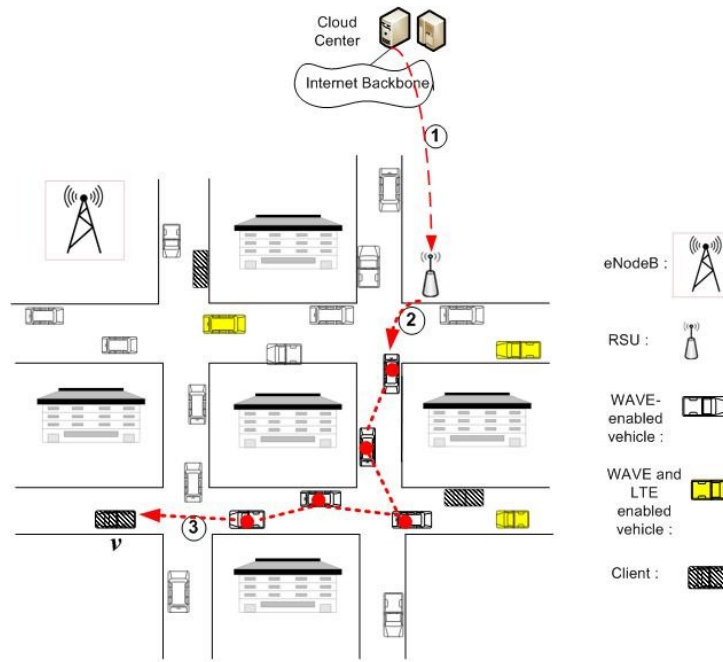 Cloud
Center
Internet Backbone
1
2
3
v
eNodeB :
RSU :
WAVE-
enabled
vehicle :
WAVE and
LTE
enabled
vehicle :
Client :